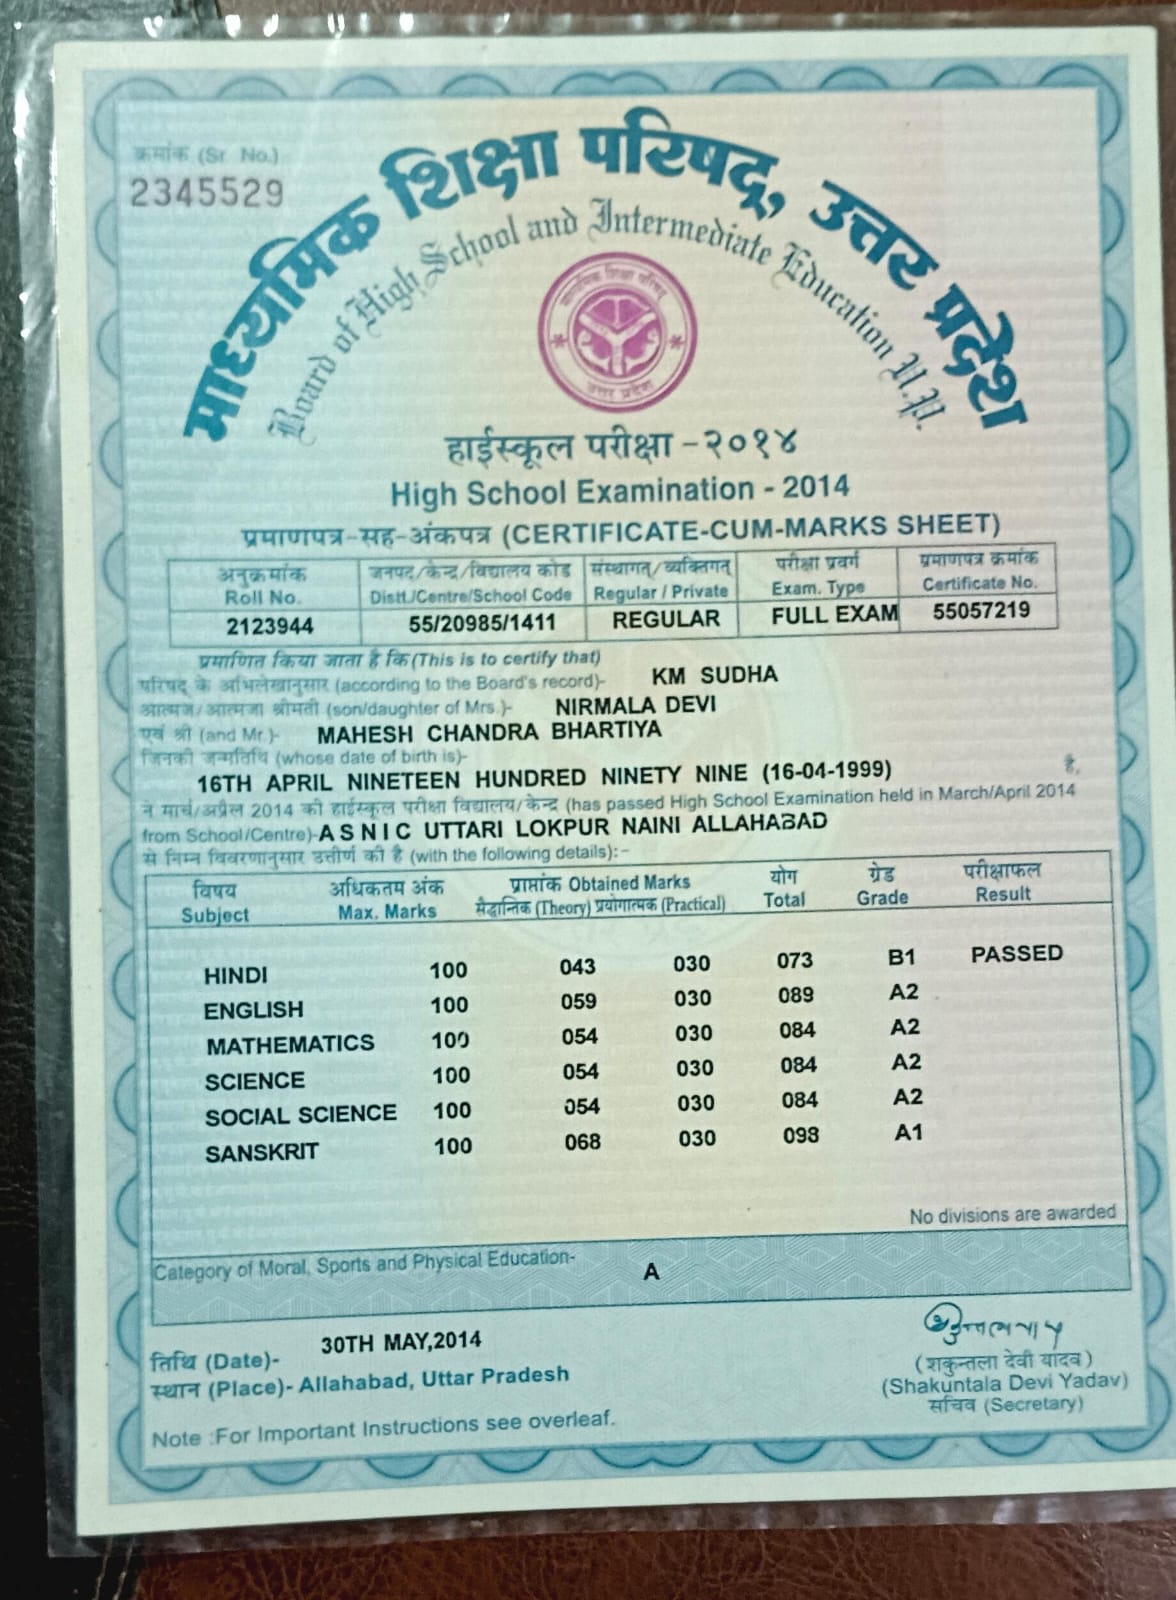 क्रमांक (Sr. No.)
2345529
माध्यमिक शिक्षा परिषद्, उत्तर प्रदेश
Board of High School and Intermediate Education U.P.
माध्यमिक शिक्षा परिषद्
उत्तर प्रदेश
हाईस्कूल परीक्षा - २०१४
High School Examination - 2014
प्रमाणपत्र-सह-अंकपत्र (CERTIFICATE-CUM-MARKS SHEET)
अनुक्रमांक जनपद/केन्द्र/विद्यालय कोड संस्थागत/व्यक्तिगत् परीक्षा प्रवर्ग प्रमाणपत्र क्रमांक
Roll No. Distt./Centre/School Code Regular / Private Exam. Type Certificate No.
2123944 55/20985/1411 REGULAR FULL EXAM 55057219
प्रमाणित किया जाता है कि (This is to certify that)
परिषद के अभिलेखानुसार (according to the Board's record)- KM SUDHA
आत्मज/आत्मजा श्रीमती (son/daughter of Mrs.)- NIRMALA DEVI
एवं श्री (and Mr.)- MAHESH CHANDRA BHARTIYA
जिनकी जन्मतिथि (whose date of birth is)-
16TH APRIL NINETEEN HUNDRED NINETY NINE (16-04-1999) है,
ने मार्च/अप्रैल 2014 की हाईस्कूल परीक्षा विद्यालय/केन्द्र (has passed High School Examination held in March/April 2014
from School/Centre)- A S N I C UTTARI LOKPUR NAINI ALLAHABAD
से निम्न विवरणानुसार उत्तीर्ण की है (with the following details):-
विषय अधिकतम अंक प्राप्तांक Obtained Marks योग ग्रेड परीक्षाफल
Subject Max. Marks सैद्धान्तिक (Theory) प्रयोगात्मक (Practical) Total Grade Result
HINDI 100 043 030 073 B1 PASSED
ENGLISH 100 059 030 089 A2
MATHEMATICS 100 054 030 084 A2
SCIENCE 100 054 030 084 A2
SOCIAL SCIENCE 100 054 030 084 A2
SANSKRIT 100 068 030 098 A1
No divisions are awarded
Category of Moral, Sports and Physical Education- A
तिथि (Date)- 30TH MAY,2014
स्थान (Place)- Allahabad, Uttar Pradesh
(शकुन्तला देवी यादव)
(Shakuntala Devi Yadav)
सचिव (Secretary)
Note :For Important Instructions see overleaf.